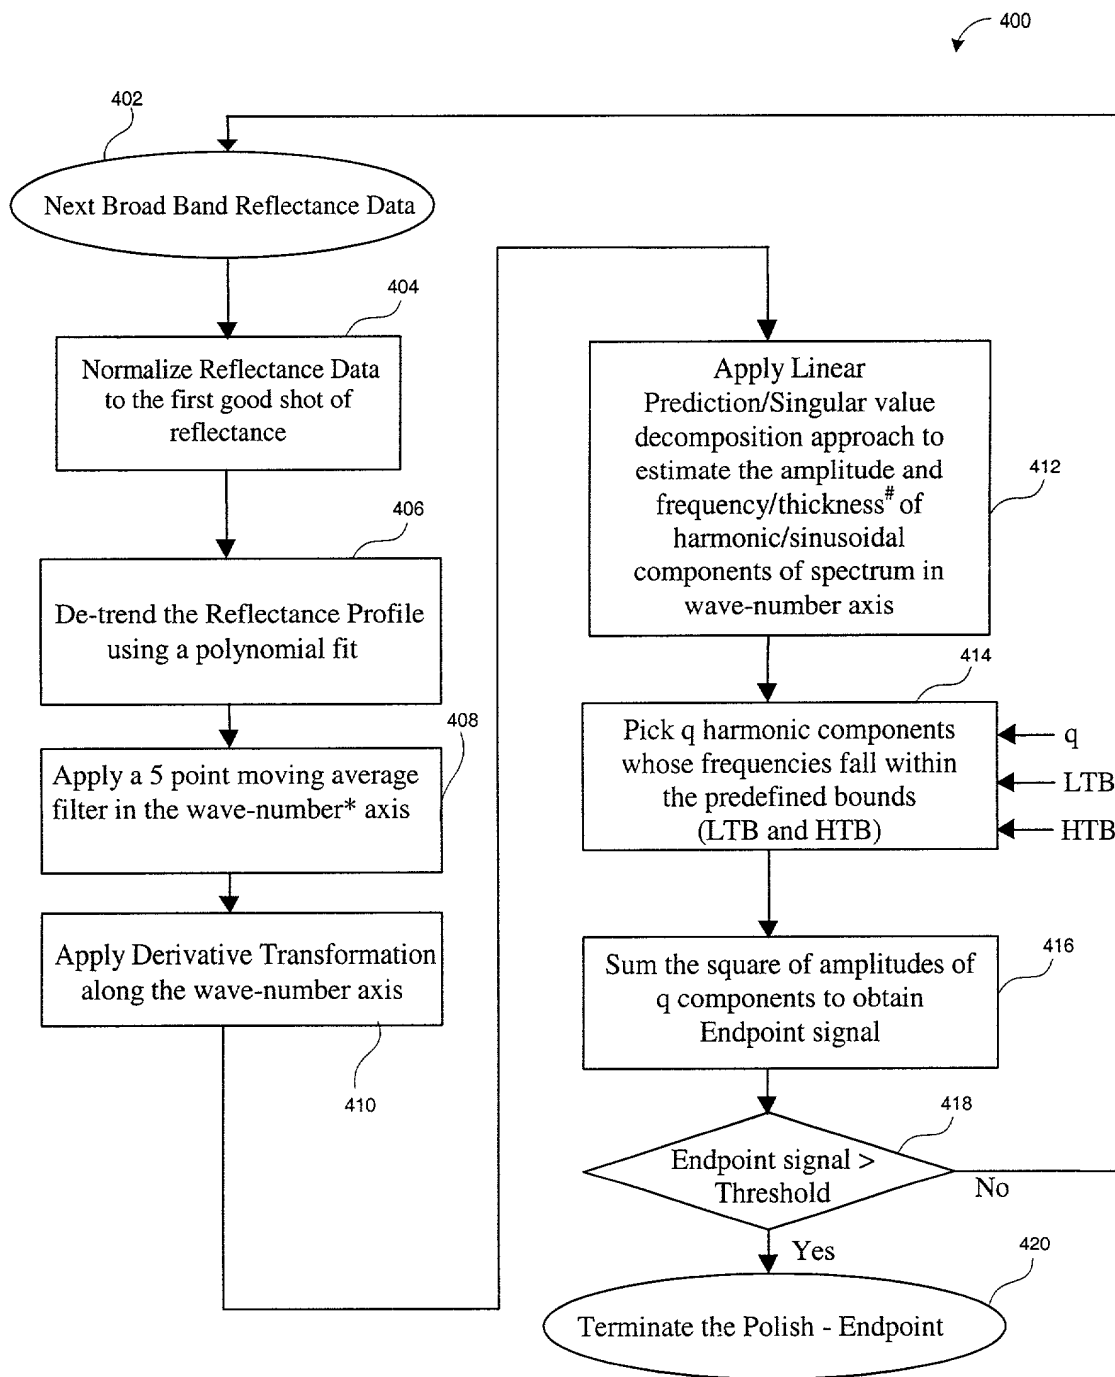 400
402
Next Broad Band Reflectance Data
404
Normalize Reflectance Data
to the first good shot of
reflectance
406
De-trend the Reflectance Profile
using a polynomial fit
408
Apply a 5 point moving average
filter in the wave-number* axis
Apply Derivative Transformation
along the wave-number axis
410
Apply Linear
Prediction/Singular value
decomposition approach to
estimate the amplitude and
frequency/thickness# of
harmonic/sinusoidal
components of spectrum in
wave-number axis
412
414
Pick q harmonic components
whose frequencies fall within
the predefined bounds
(LTB and HTB)
q
LTB
HTB
Sum the square of amplitudes of
q components to obtain
Endpoint signal
416
418
Endpoint signal >
Threshold
No
Yes
420
Terminate the Polish - Endpoint